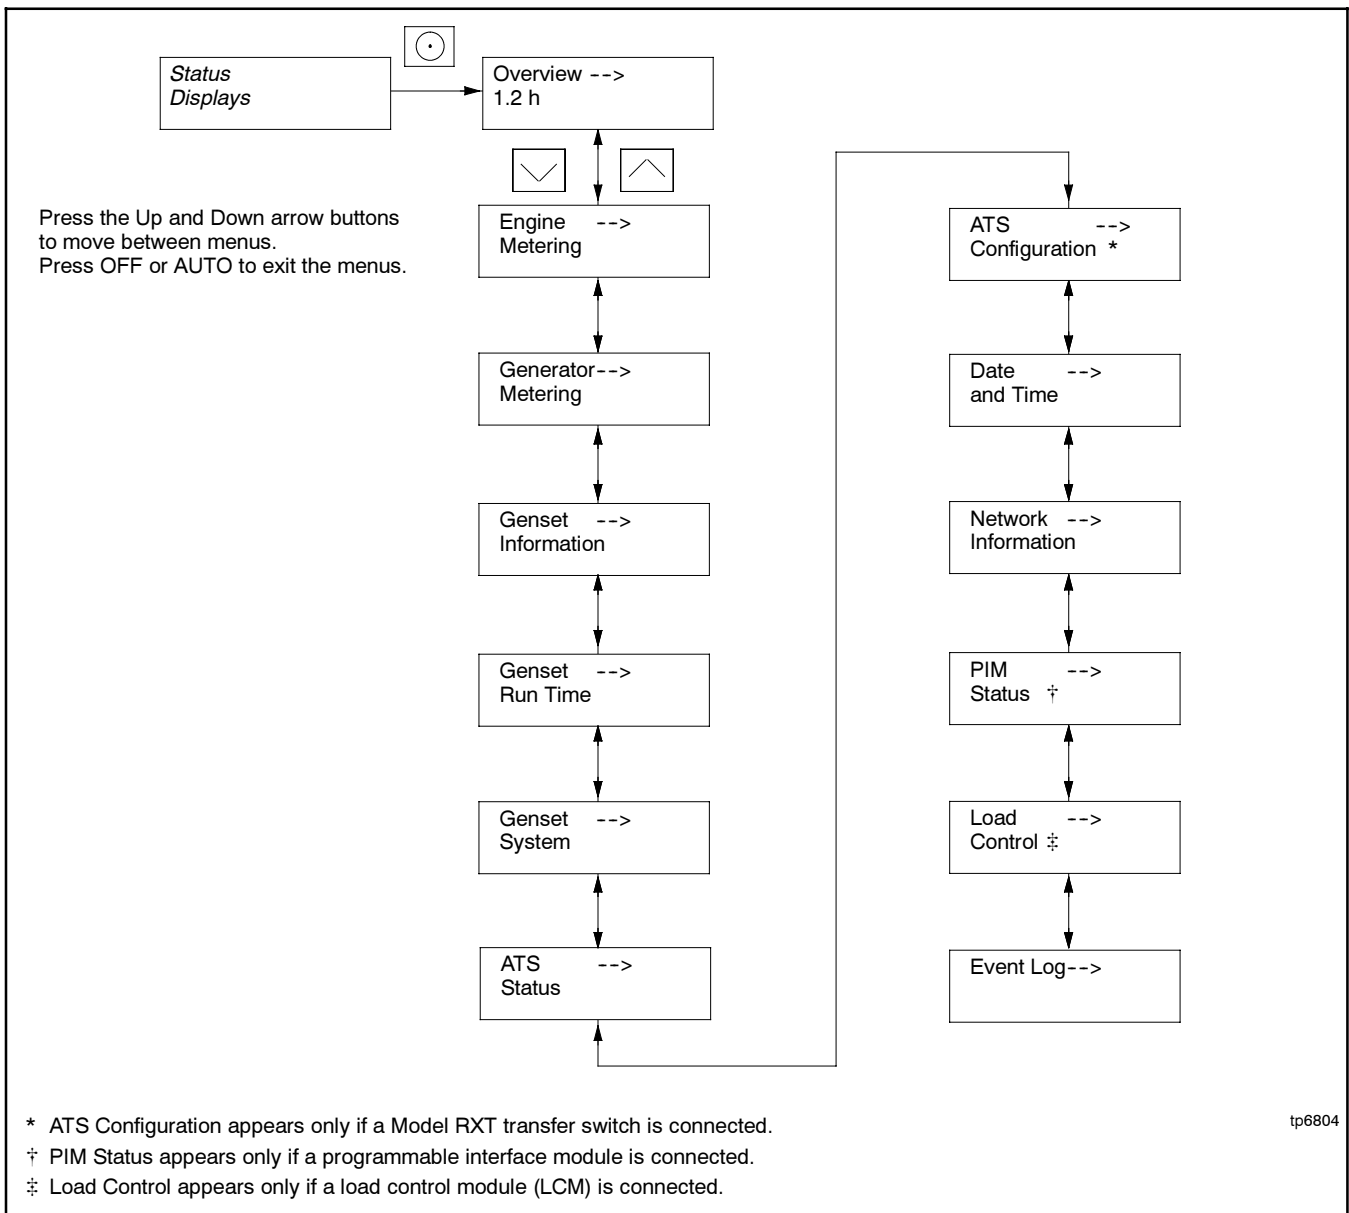 Status
Displays
Overview -->
1.2 h
Press the Up and Down arrow buttons
to move between menus.
Press OFF or AUTO to exit the menus.
Engine -->
Metering
Generator-->
Metering
Genset -->
Information
Genset -->
Run Time
Genset -->
System
ATS -->
Status
ATS -->
Configuration *
Date -->
and Time
Network -->
Information
PIM -->
Status †
Load -->
Control ‡
Event Log-->
* ATS Configuration appears only if a Model RXT transfer switch is connected.
† PIM Status appears only if a programmable interface module is connected.
‡ Load Control appears only if a load control module (LCM) is connected.
tp6804